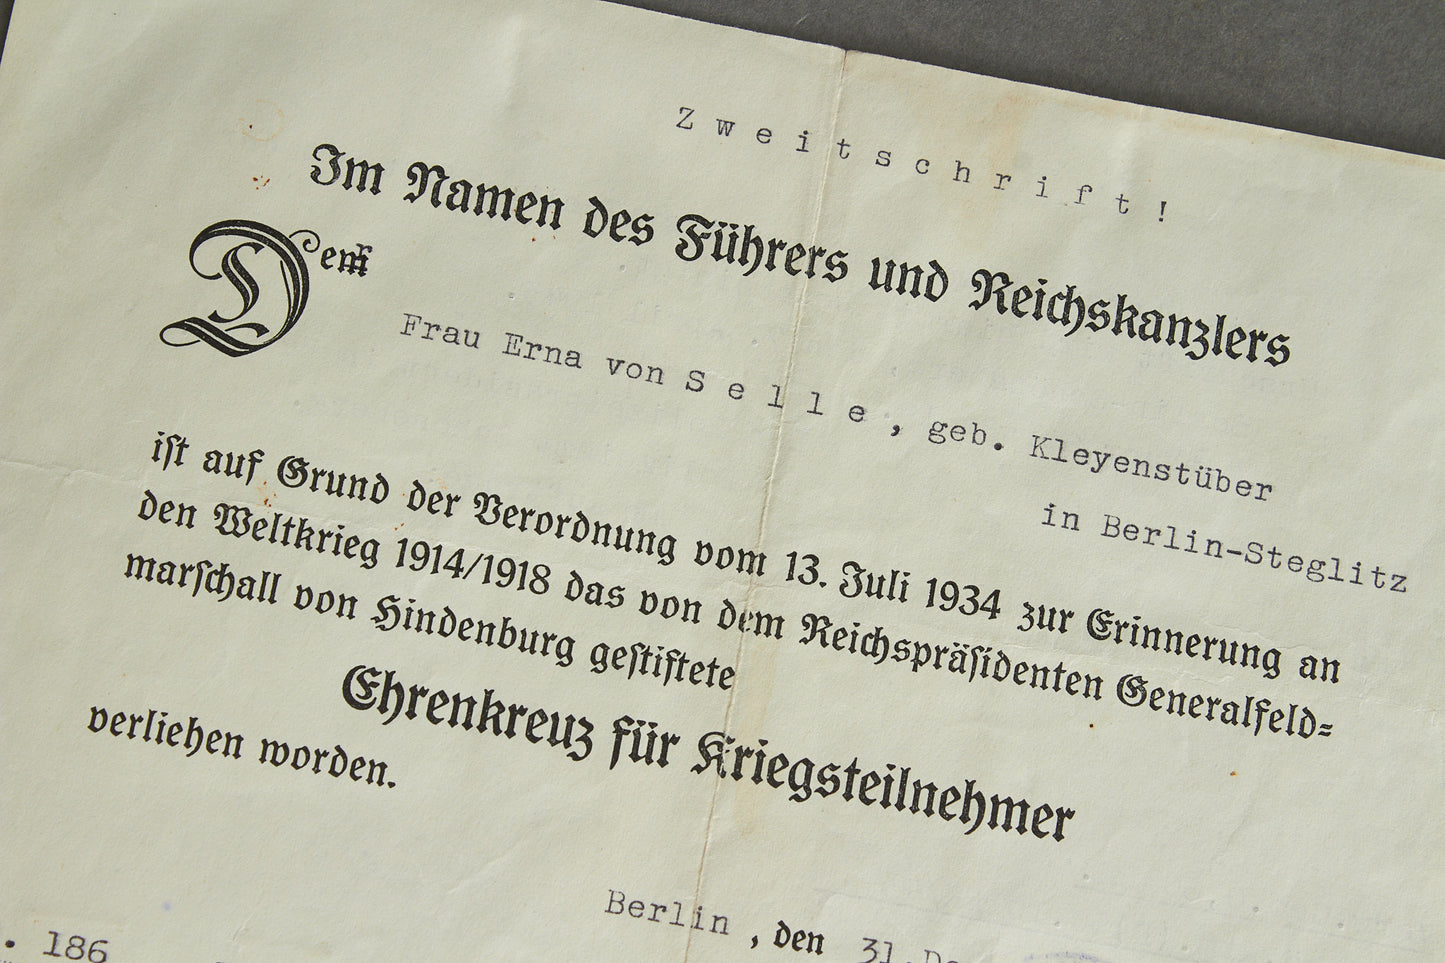 Zweitschrift!
Im Namen des Führers und Reichskanzlers
Dem
Frau Erna von Selle, geb. Kleyenstüber
in Berlin-Steglitz
ist auf Grund der Verordnung vom 13. Juli 1934 zur Erinnerung an
den Weltkrieg 1914/1918 das von dem Reichspräsidenten Generalfeld=
marschall von Hindenburg gestiftete
Ehrenkreuz für Kriegsteilnehmer
verliehen worden.
Berlin, den 31.
. 186